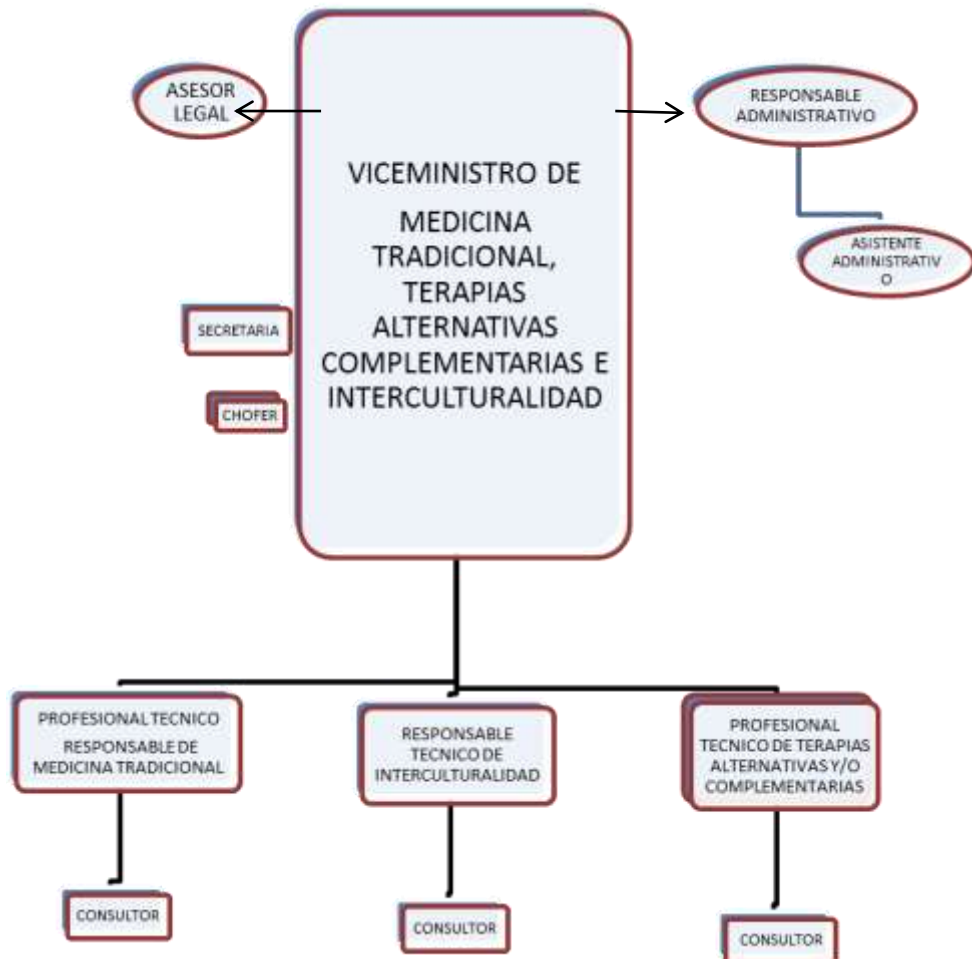 ASESOR
LEGAL
RESPONSABLE
ADMINISTRATIVO
VICEMINISTRO DE
MEDICINA
TRADICIONAL,
TERAPIAS
ALTERNATIVAS
COMPLEMENTARIAS E
INTERCULTURALIDAD
ASISTENTE
ADMINISTRATIV
O
SECRETARIA
CHOFER
PROFESIONAL TECNICO
RESPONSABLE DE
MEDICINA TRADICIONAL
RESPONSABLE
TECNICO DE
INTERCULTURALIDAD
PROFESIONAL
TECNICO DE TERAPIAS
ALTERNATIVAS Y/O
COMPLEMENTARIAS
CONSULTOR
CONSULTOR
CONSULTOR